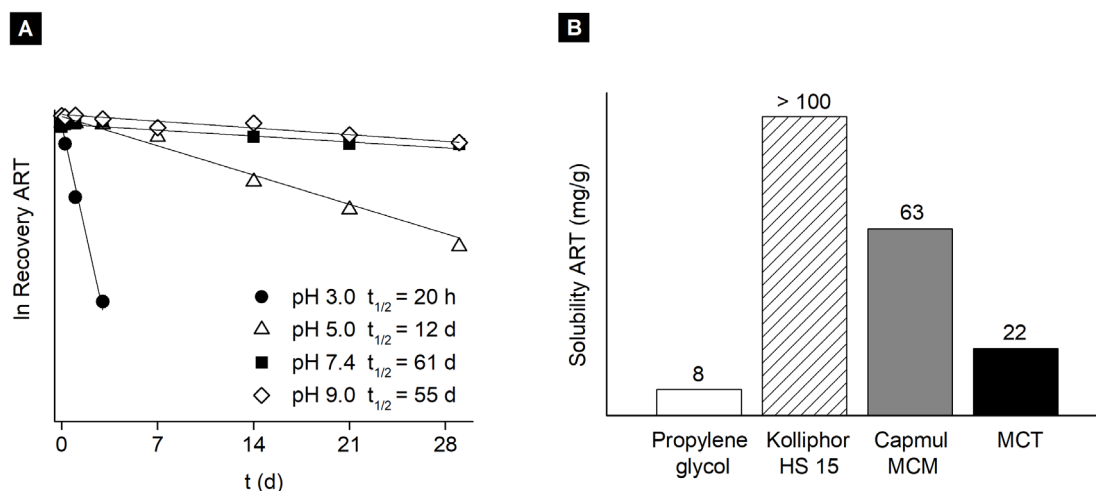 A
ln Recovery ART
pH 3.0 t1/2 = 20 h
pH 5.0 t1/2 = 12 d
pH 7.4 t1/2 = 61 d
pH 9.0 t1/2 = 55 d
0 7 14 21 28
t (d)
B
Solubility ART (mg/g)
8
> 100
63
22
Propylene
glycol
Kolliphor
HS 15
Capmul
MCM
MCT